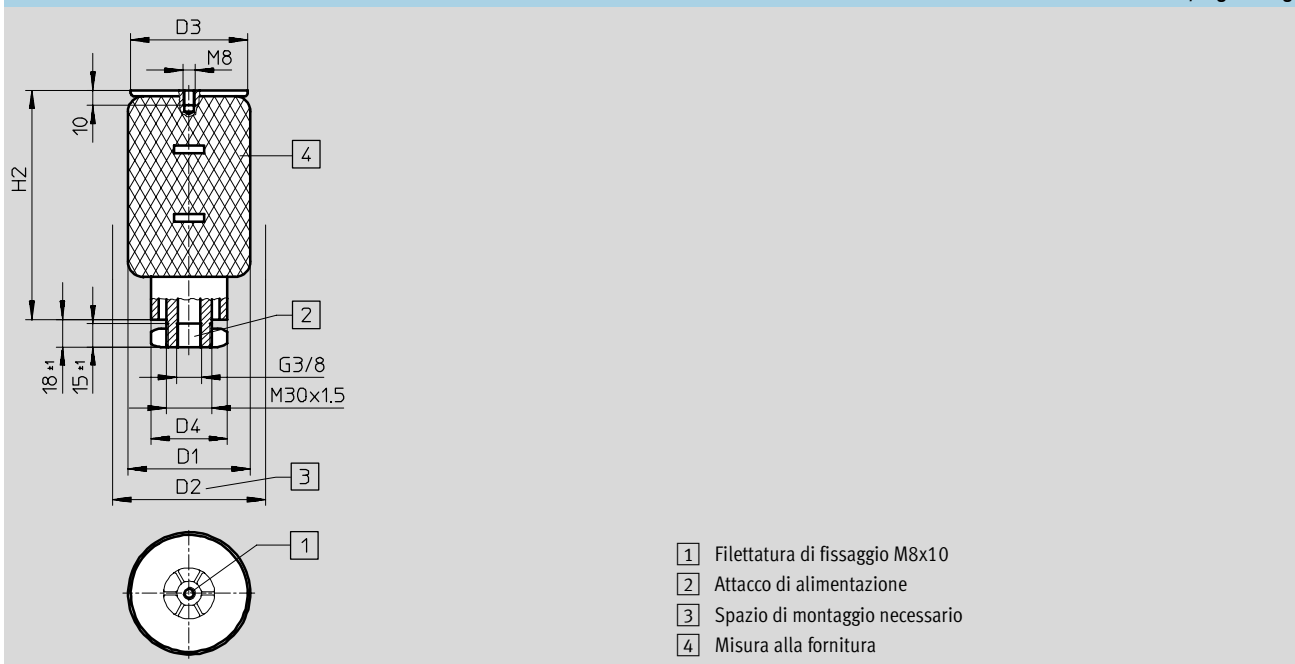 D3
M8
10
H2
4
2
18 ±1
15 ±1
G3/8
M30x1.5
D4
D1
D2
3
1
1 Filettatura di fissaggio M8x10
2 Attacco di alimentazione
3 Spazio di montaggio necessario
4 Misura alla fornitura